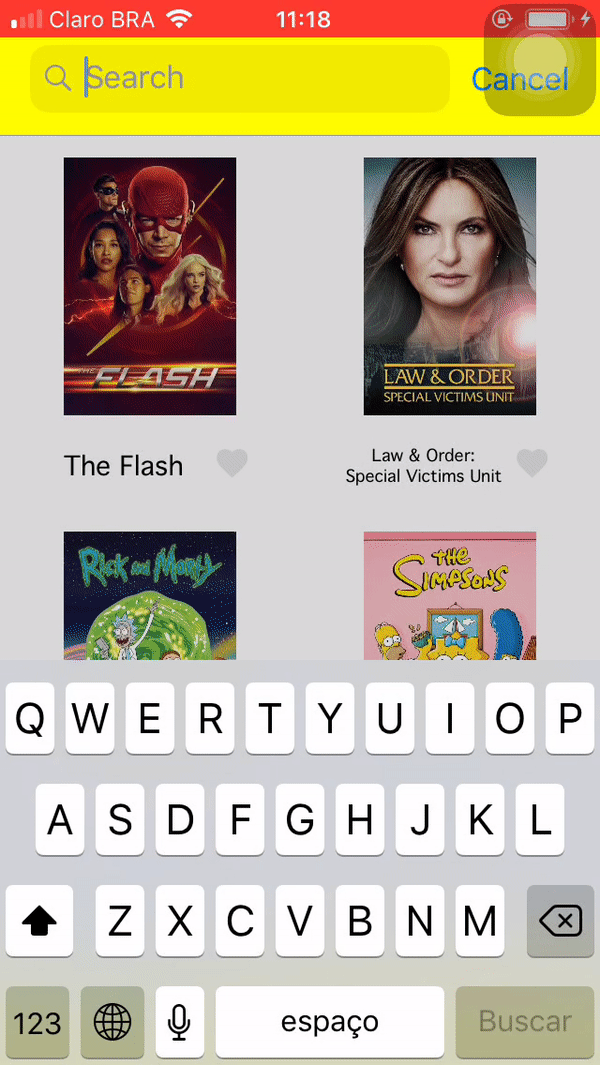 Claro BRA 11:18
Search Cancel
THE FLASH
LAW & ORDER
SPECIAL VICTIMS UNIT
The Flash
Law & Order:
Special Victims Unit
Rick and Morty
THE
SIMPSONS
Q W E R T Y U I O P
A S D F G H J K L
Z X C V B N M
123 espaço Buscar